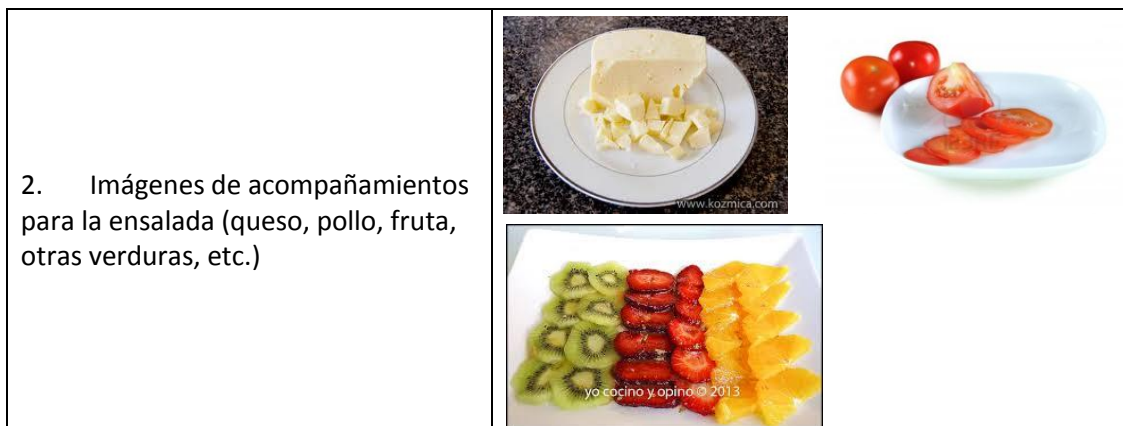 2. Imágenes de acompañamientos
para la ensalada (queso, pollo, fruta,
otras verduras, etc.)
www.kozmica.com
yo cocino y opino © 2013